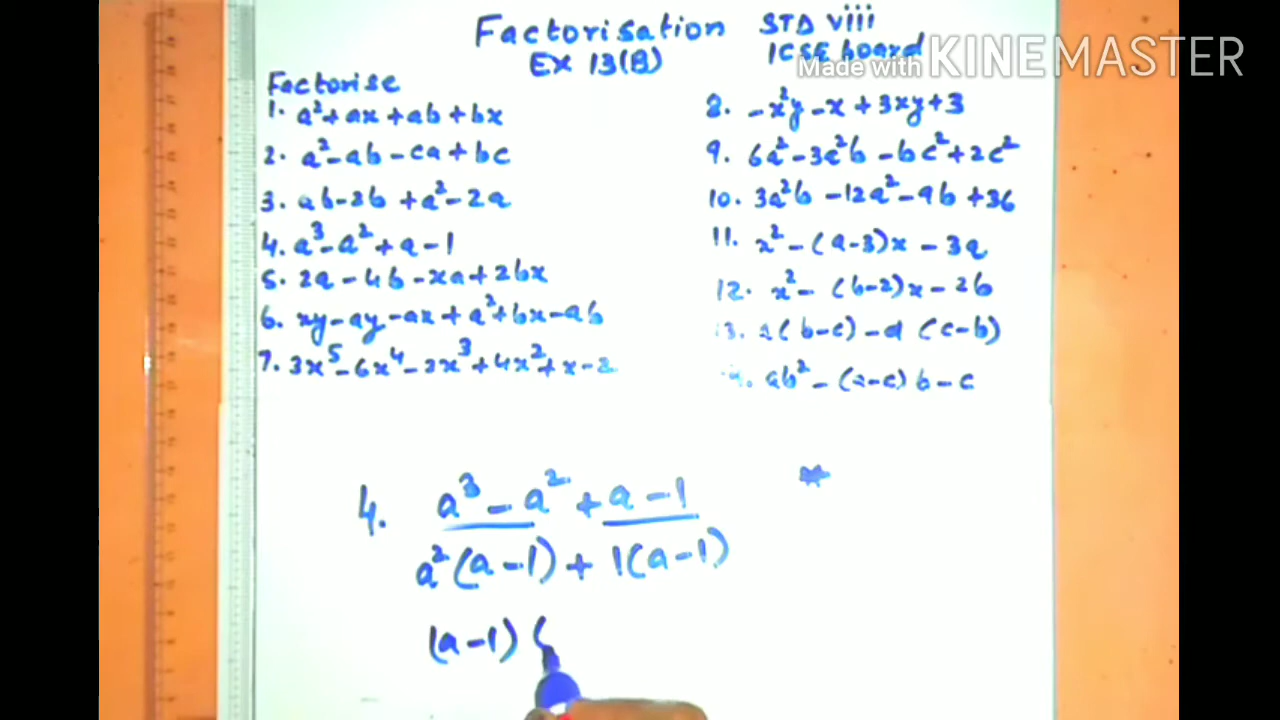 Factorisation STD viii
EX 13(B) ICSE board
Made with KINEMASTER
Factorise
1. a²+ax+ab+bx
2. a²-ab-ca+bc
3. ab-2b+a²-2a
4. a³-a²+a-1
5. 2a-4b-xa+2bx
6. xy-ay-ax+a²+bx-ab
7. 3x⁵-6x⁴-2x³+4x²+x-2
8. -x²y-x+3xy+3
9. 6a²-3a²b-bc²+2c²
10. 3a²b-12a²-9b+36
11. x²-(a-3)x-3a
12. x²-(b-2)x-2b
13. a(b-c)-d(c-b)
ab²-(a-c)b-c
4. a³-a²+a-1
a²(a-1)+1(a-1)
(a-1)(